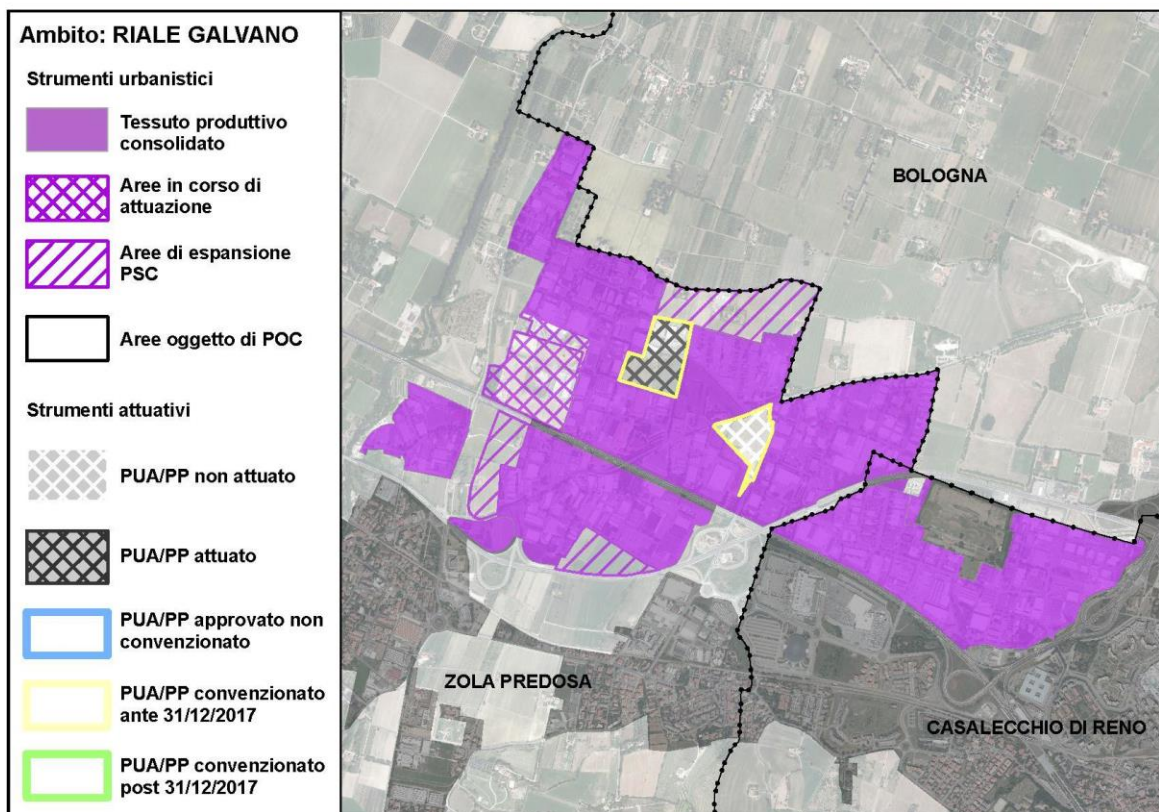 Ambito: RIALE GALVANO
Strumenti urbanistici
Tessuto produttivo
consolidato
Aree in corso di
attuazione
Aree di espansione
PSC
Aree oggetto di POC
Strumenti attuativi
PUA/PP non attuato
PUA/PP attuato
PUA/PP approvato non
convenzionato
PUA/PP convenzionato
ante 31/12/2017
PUA/PP convenzionato
post 31/12/2017
BOLOGNA
ZOLA PREDOSA
CASALECCHIO DI RENO